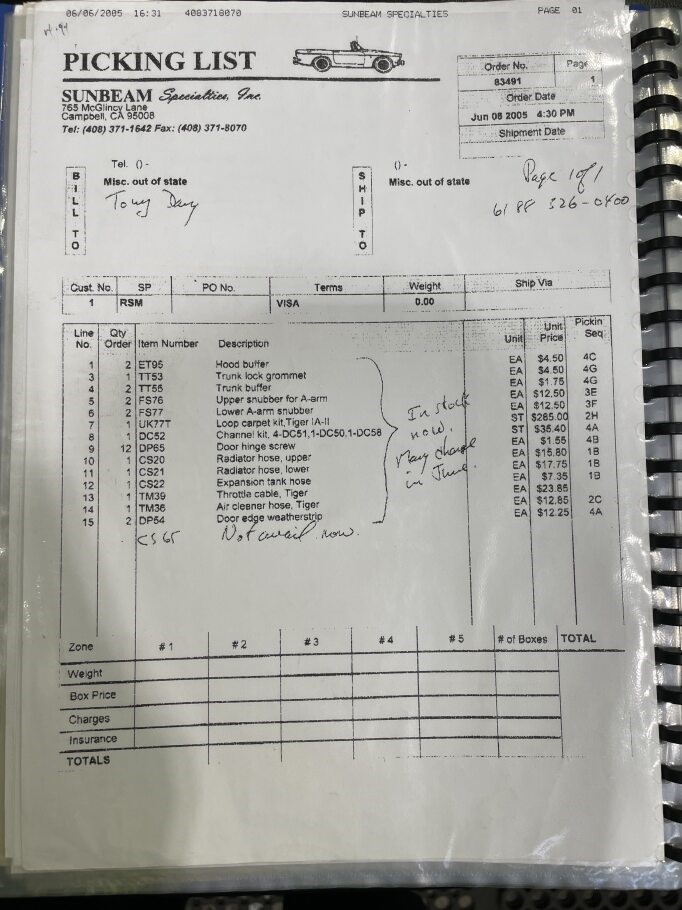 06/06/2005 16:31 4083718070 SUNBEAM SPECIALTIES PAGE 01
PICKING LIST
SUNBEAM Specialties, Inc.
765 McGlincy Lane
Campbell, CA 95008
Tel: (408) 371-1642 Fax: (408) 371-8070
Order No. Page
83491 1
Order Date
Jun 06 2005 4:30 PM
Shipment Date
BILL TO
Tel. () -
Misc. out of state
Tony
SHIP TO
() -
Misc. out of state
Page 1 of 1
6188 326-0400
Cust. No. SP PO No. Terms Weight Ship Via
1 RSM VISA 0.00
Line No. Qty Order Item Number Description Unit Unit Price Pickin Seq
1 2 ET95 Hood buffer EA $4.50 4C
3 1 TT53 Trunk lock grommet EA $4.50 4G
4 2 TT55 Trunk buffer EA $1.75 4G
5 2 FS76 Upper snubber for A-arm EA $12.50 3E
6 2 FS77 Lower A-arm snubber EA $12.50 3F
7 1 UK77T Loop carpet kit,Tiger IA-II ST $285.00 2H
8 1 DC52 Channel kit, 4-DC51,1-DC50,1-DC58 ST $35.40 4A
9 12 DP65 Door hinge screw EA $1.55 4B
10 1 CS20 Radiator hose, upper EA $15.80 1B
11 1 CS21 Radiator hose, lower EA $17.75 1B
12 1 CS22 Expansion tank hose EA $7.35 1B
13 1 TM39 Throttle cable, Tiger EA $23.85
14 1 TM36 Air cleaner hose, Tiger EA $12.85 2C
15 2 DP54 Door edge weatherstrip EA $12.25 4A
In stock
now.
May change
in June.
CS65 Not avail now.
Zone #1 #2 #3 #4 #5 # of Boxes TOTAL
Weight
Box Price
Charges
Insurance
TOTALS